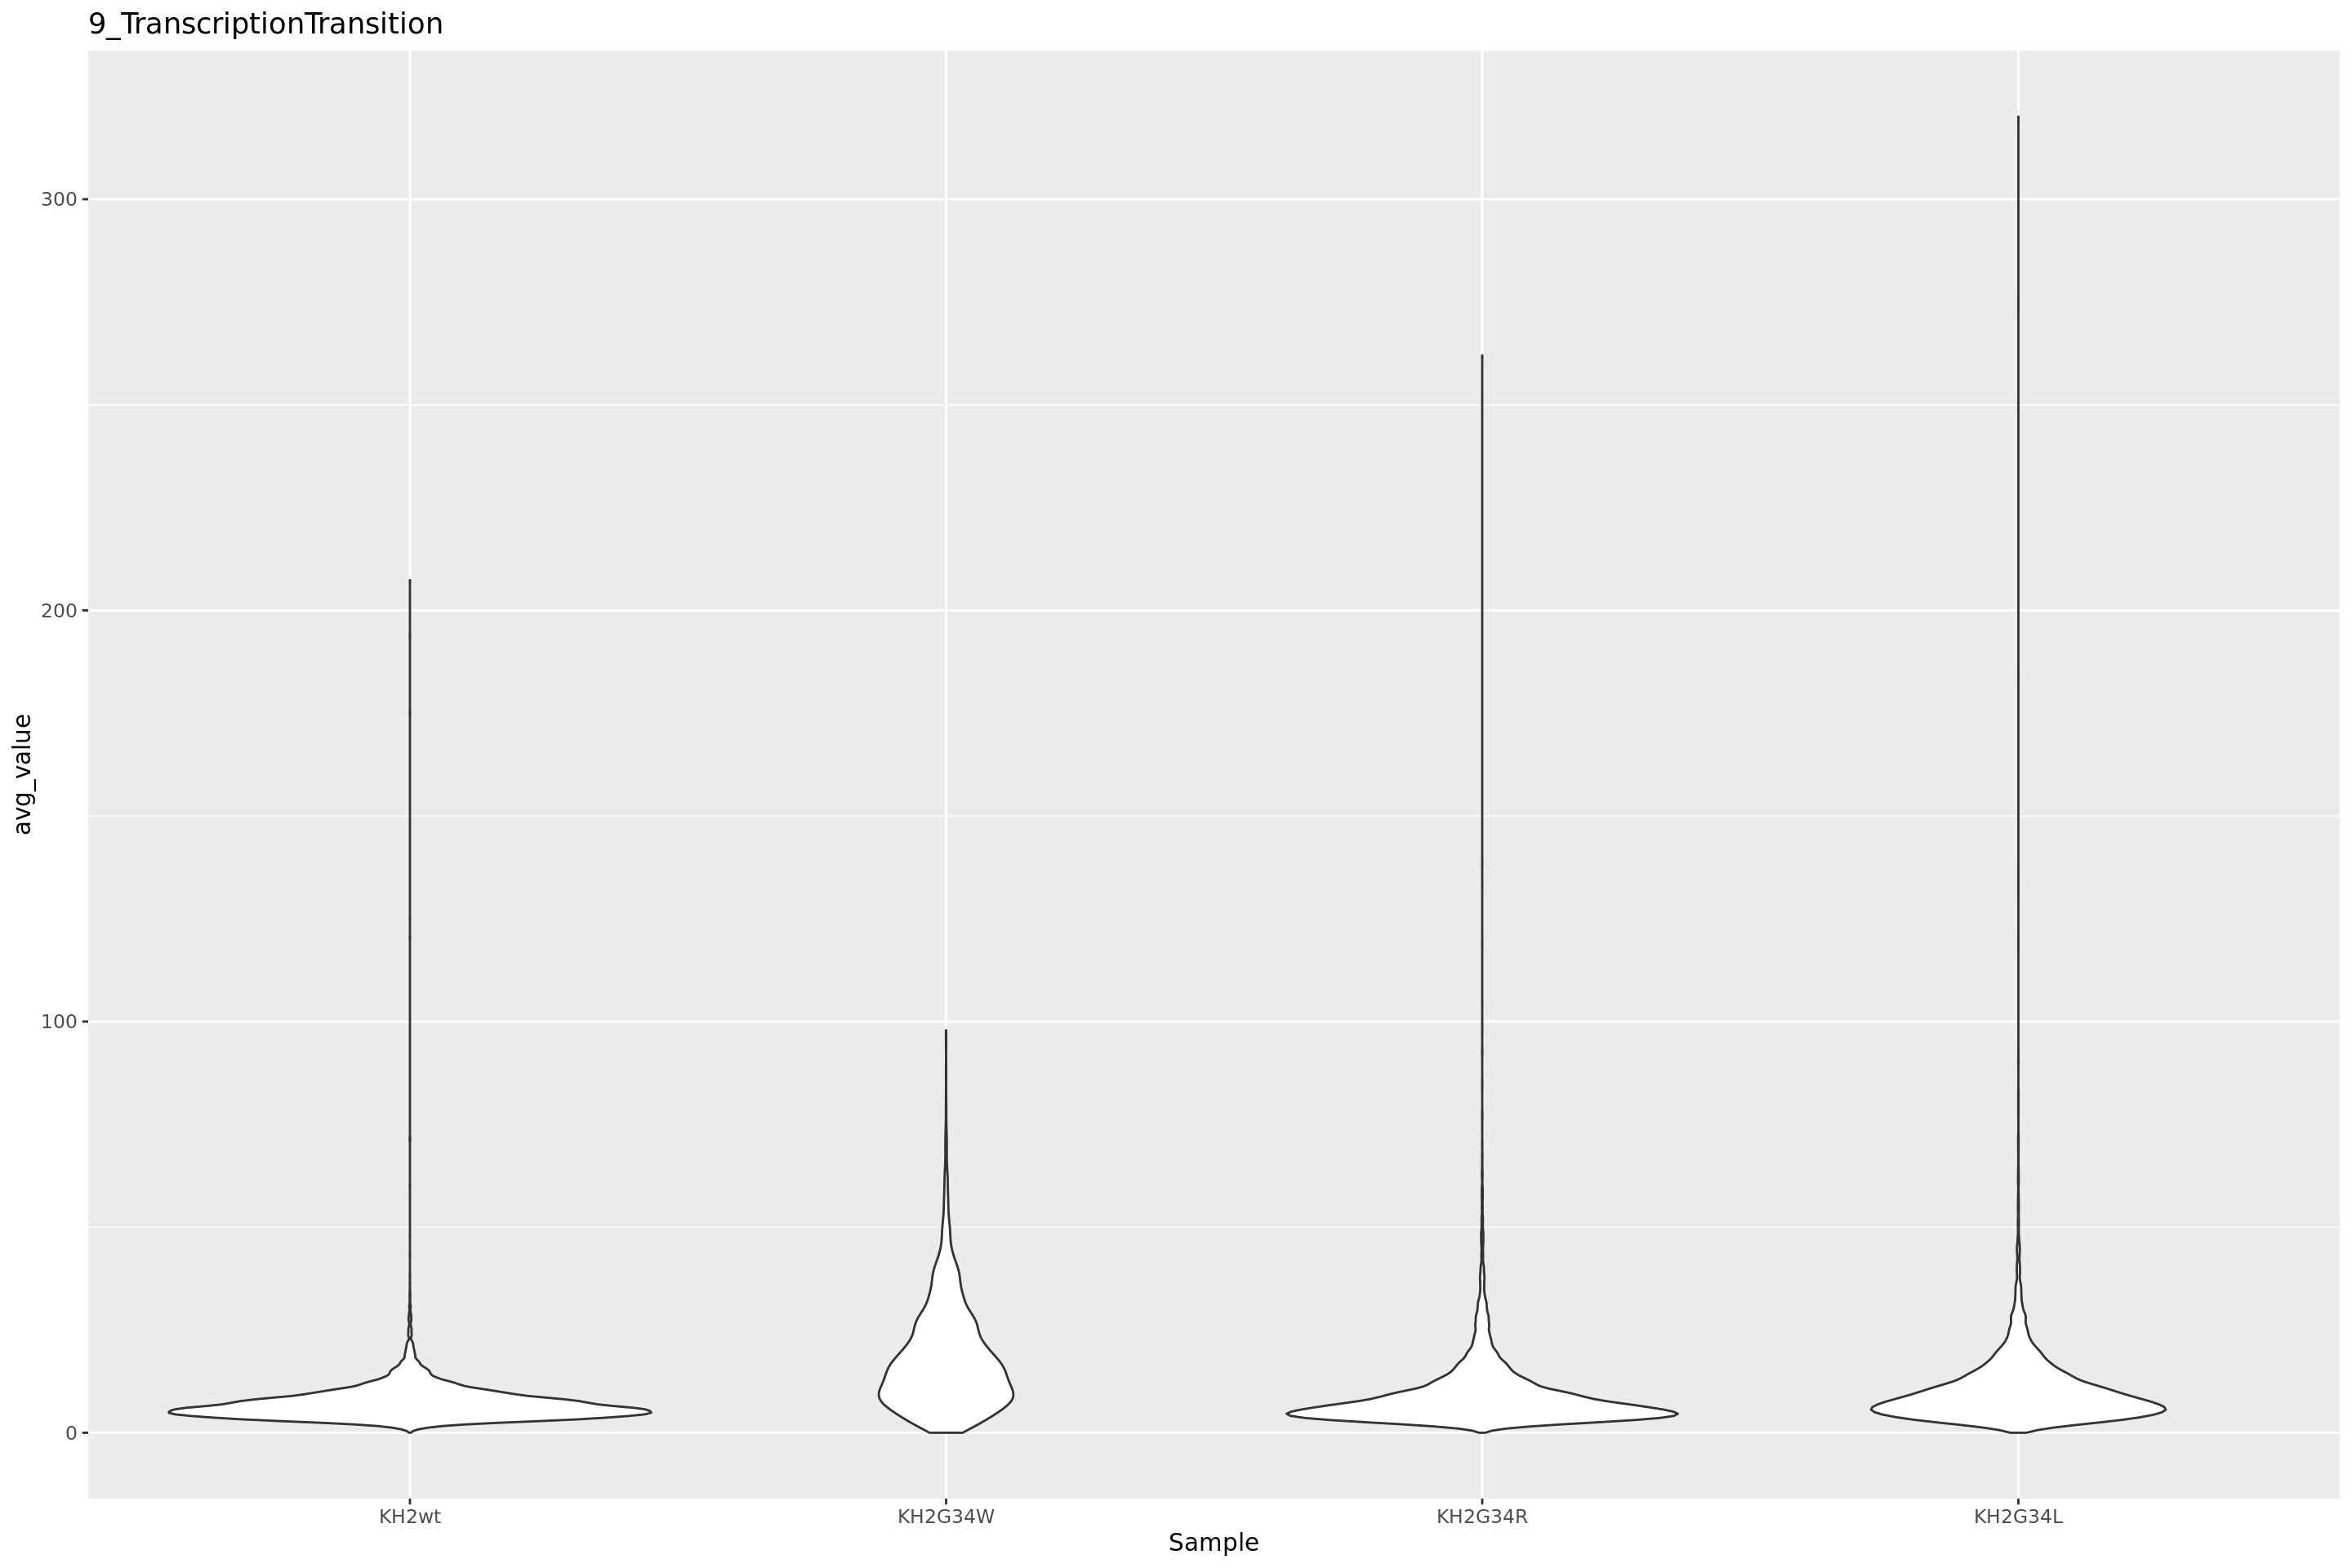 9_TranscriptionTransition
avg_value
300
200
100
0
KH2wt
KH2G34W
KH2G34R
KH2G34L
Sample